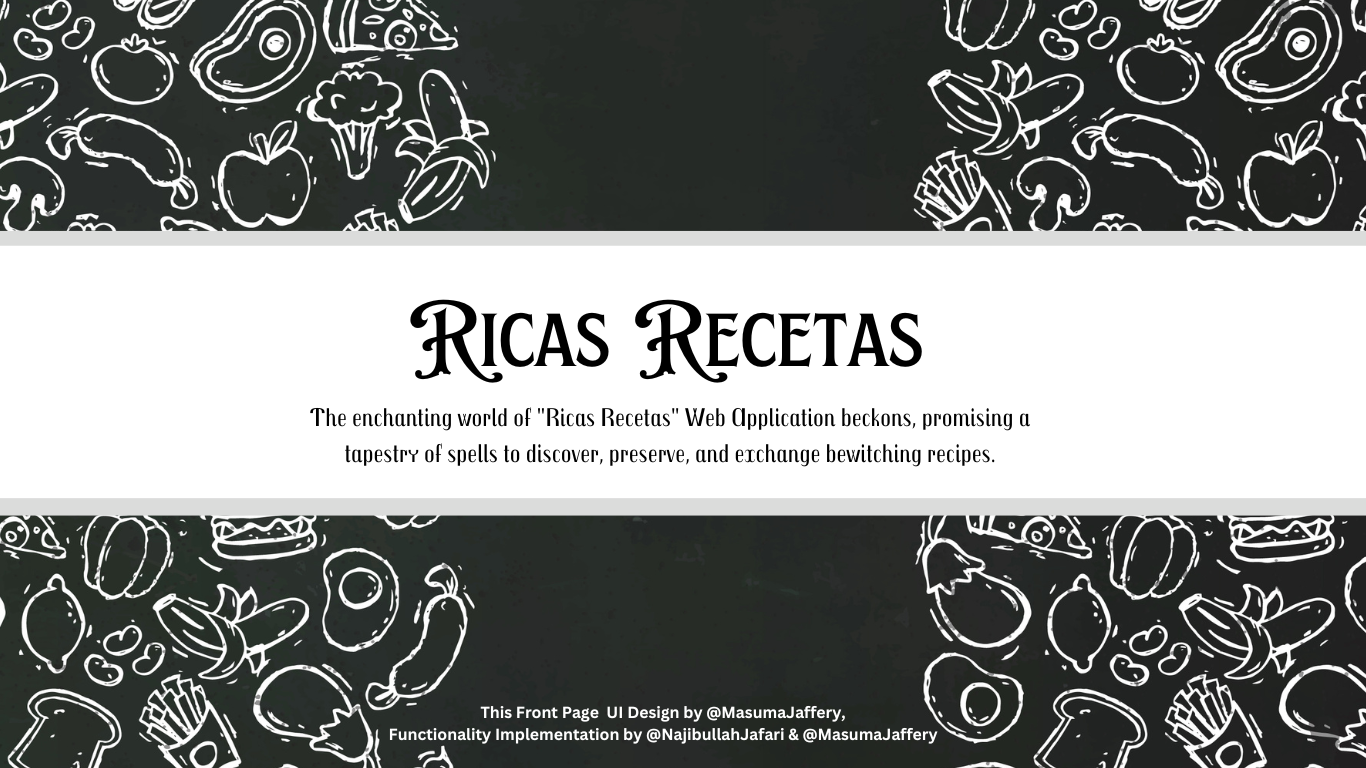 Ricas Recetas
The enchanting world of "Ricas Recetas" Web Application beckons, promising a
tapestry of spells to discover, preserve, and exchange bewitching recipes.
This Front Page UI Design by @MasumaJaffery,
Functionality Implementation by @NajibullahJafari & @MasumaJaffery